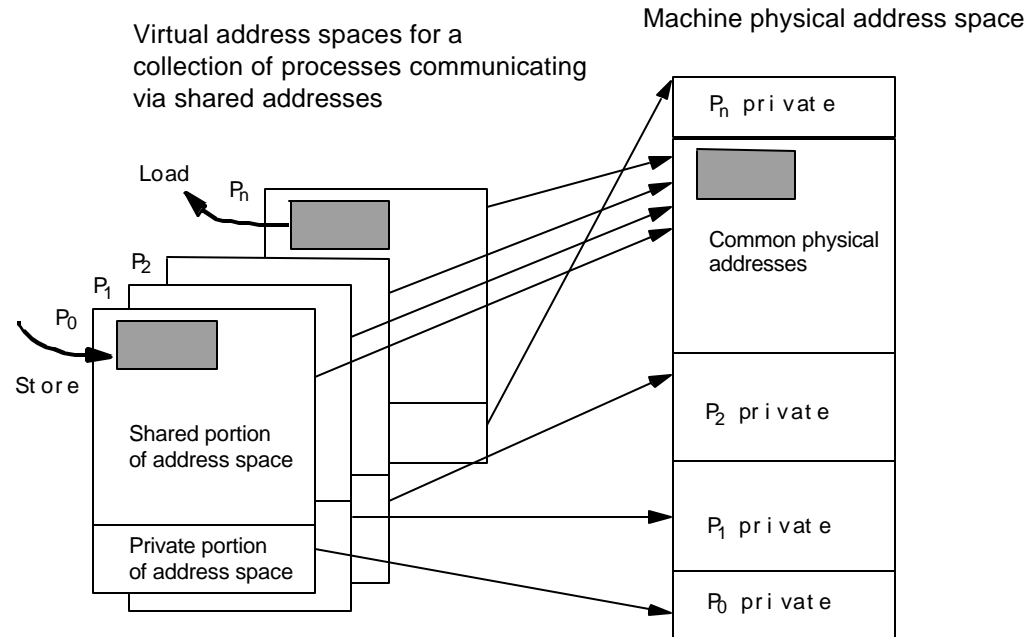 Machine physical address space
Virtual address spaces for a
collection of processes communicating
via shared addresses
Load
Pn
P2
P1
P0
Store
Shared portion
of address space
Private portion
of address space
Pn private
Common physical
addresses
P2 private
P1 private
P0 private